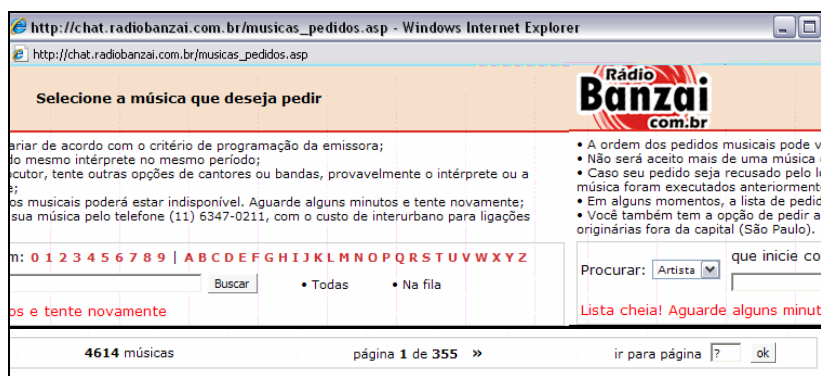 http://chat.radiobanzai.com.br/musicas_pedidos.asp - Windows Internet Explorer
http://chat.radiobanzai.com.br/musicas_pedidos.asp
Selecione a música que deseja pedir
ariar de acordo com o critério de programação da emissora;
do mesmo intérprete no mesmo período;
ocutor, tente outras opções de cantores ou bandas, provavelmente o intérprete ou a
e;
os musicais poderá estar indisponível. Aguarde alguns minutos e tente novamente;
sua música pelo telefone (11) 6347-0211, com o custo de interurbano para ligações
m: 0 1 2 3 4 5 6 7 8 9 | A B C D E F G H I J K L M N O P Q R S T U V W X Y Z
Buscar • Todas • Na fila
os e tente novamente
Rádio
Banzai
com.br
• A ordem dos pedidos musicais pode v
• Não será aceito mais de uma música
• Caso seu pedido seja recusado pelo l
música foram executados anteriorment
• Em alguns momentos, a lista de pedid
• Você também tem a opção de pedir a
originárias fora da capital (São Paulo).
Procurar: Artista que inicie co
Lista cheia! Aguarde alguns minut
4614 músicas página 1 de 355 » ir para página ? ok